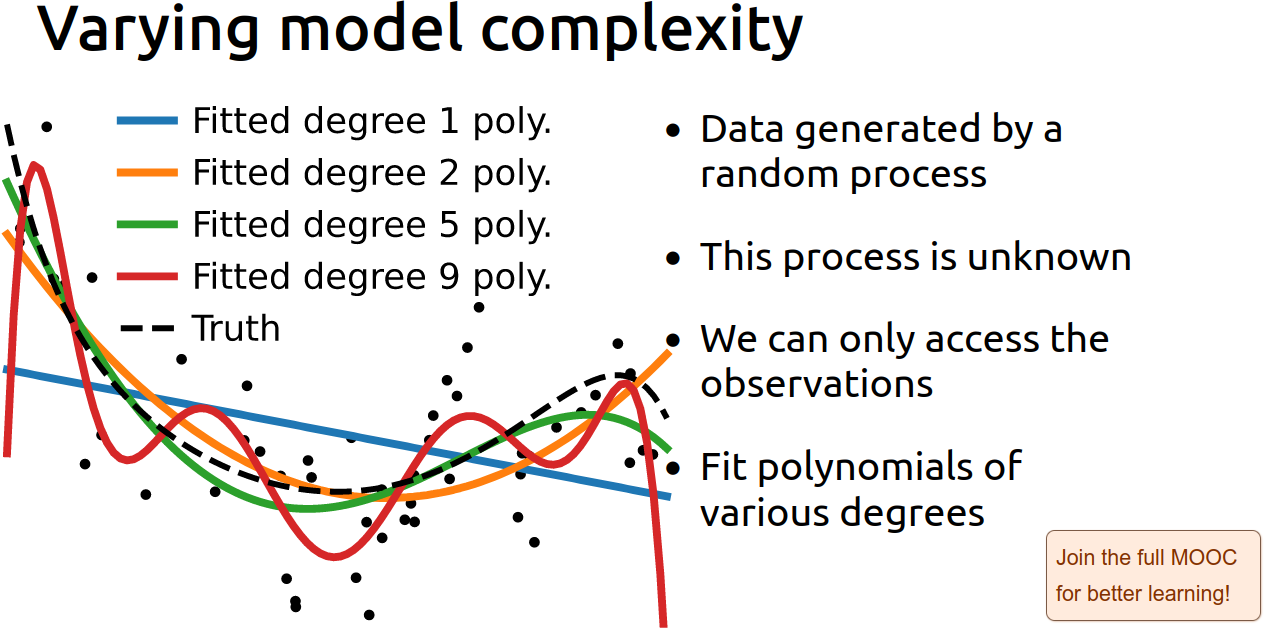 Varying model complexity
Fitted degree 1 poly.
Fitted degree 2 poly.
Fitted degree 5 poly.
Fitted degree 9 poly.
Truth
• Data generated by a
random process
• This process is unknown
• We can only access the
observations
• Fit polynomials of
various degrees
Join the full MOOC
for better learning!